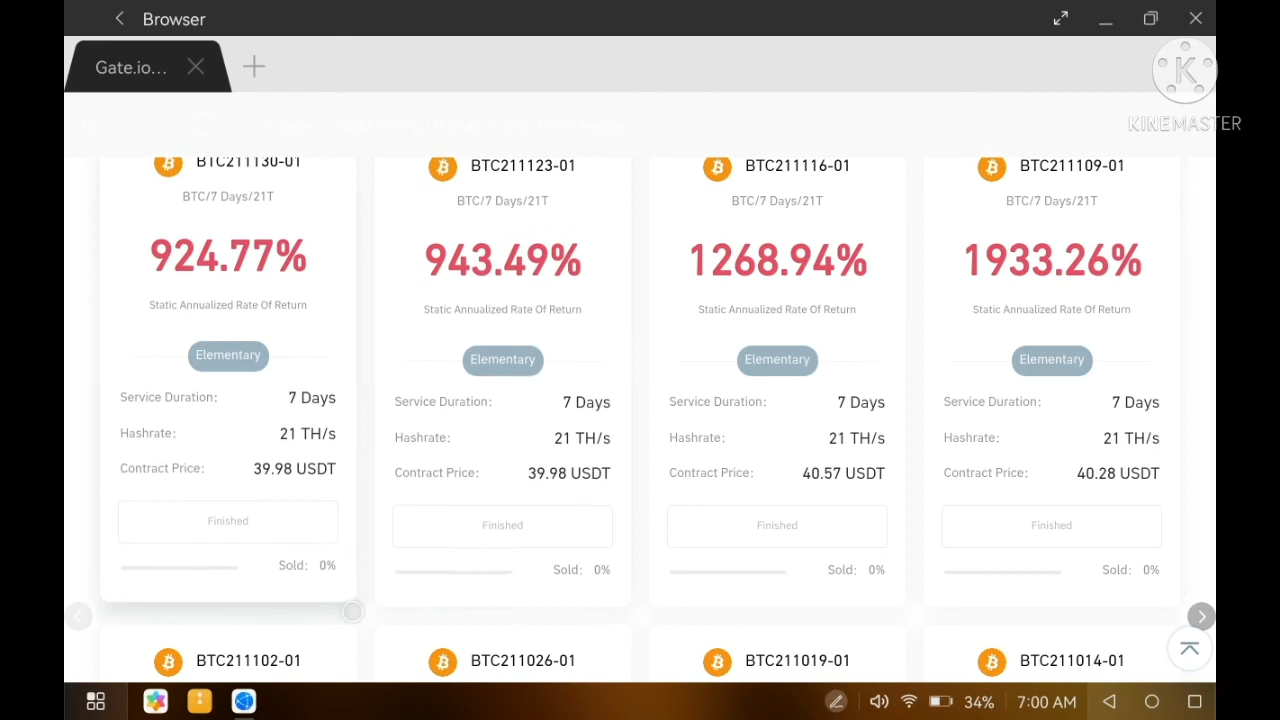 Browser
Gate.io...
KINEMASTER
BTC211130-01
BTC211123-01
BTC211116-01
BTC211109-01
BTC/7 Days/21T
BTC/7 Days/21T
BTC/7 Days/21T
BTC/7 Days/21T
924.77%
943.49%
1268.94%
1933.26%
Static Annualized Rate Of Return
Static Annualized Rate Of Return
Static Annualized Rate Of Return
Static Annualized Rate Of Return
Elementary
Elementary
Elementary
Elementary
Service Duration: 7 Days
Service Duration: 7 Days
Service Duration: 7 Days
Service Duration: 7 Days
Hashrate: 21 TH/s
Hashrate: 21 TH/s
Hashrate: 21 TH/s
Hashrate: 21 TH/s
Contract Price: 39.98 USDT
Contract Price: 39.98 USDT
Contract Price: 40.57 USDT
Contract Price: 40.28 USDT
Finished
Finished
Finished
Finished
Sold: 0%
Sold: 0%
Sold: 0%
Sold: 0%
BTC211102-01
BTC211026-01
BTC211019-01
BTC211014-01
34% 7:00 AM